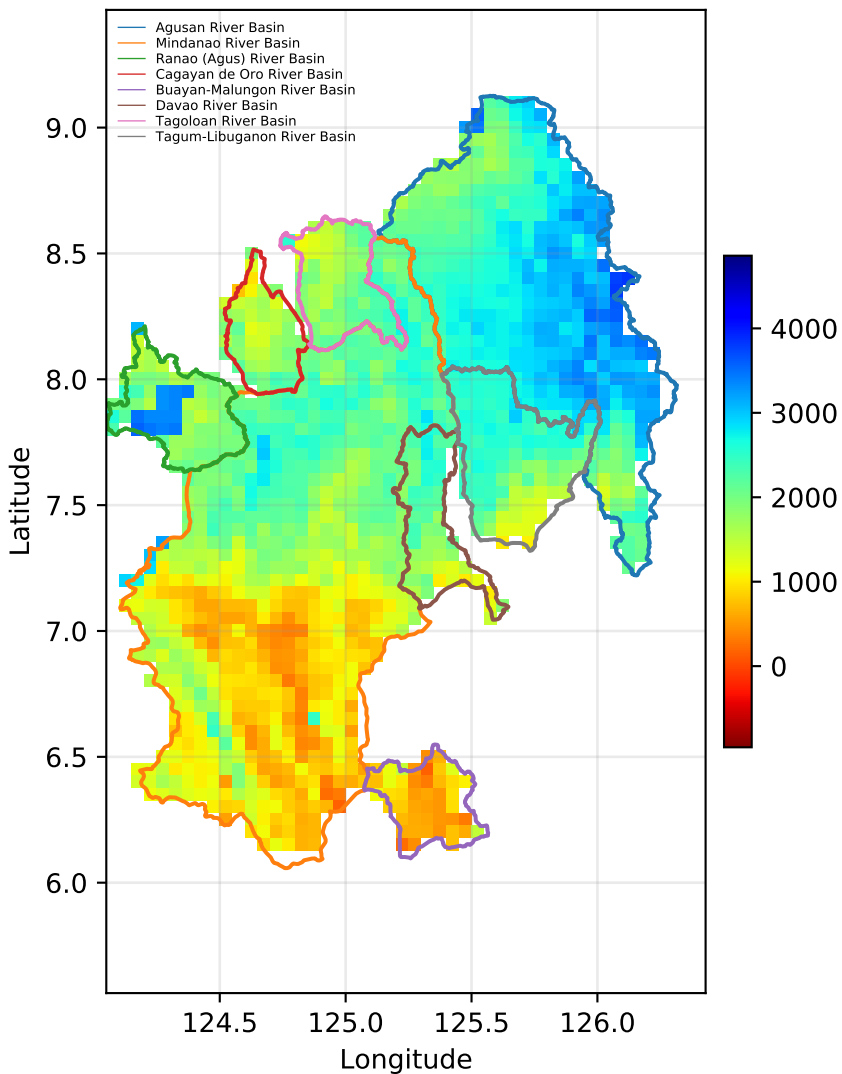 Agusan River Basin
Mindanao River Basin
Ranao (Agus) River Basin
Cagayan de Oro River Basin
Buayan-Malungon River Basin
Davao River Basin
Tagoloan River Basin
Tagum-Libuganon River Basin
9.0
8.5
8.0
7.5
7.0
6.5
6.0
Latitude
124.5 125.0 125.5 126.0
Longitude
4000
3000
2000
1000
0